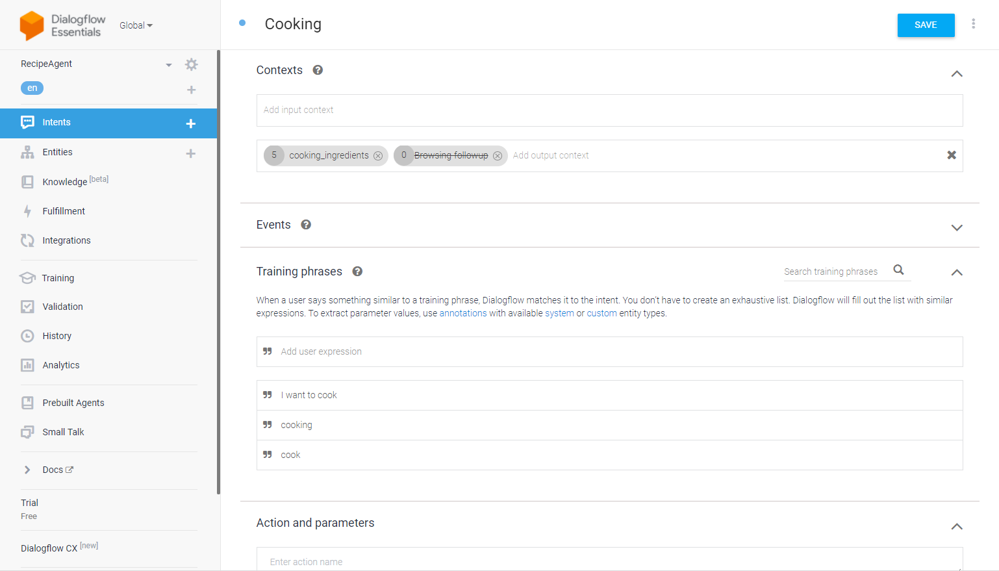 Dialogflow
Essentials
Global
Cooking
SAVE
RecipeAgent
en
Intents
Entities
Knowledge [beta]
Fulfillment
Integrations
Training
Validation
History
Analytics
Prebuilt Agents
Small Talk
Docs
Trial
Free
Dialogflow CX [new]
Contexts
Add input context
5 cooking_ingredients 0 Browsing followup Add output context
Events
Training phrases Search training phrases
When a user says something similar to a training phrase, Dialogflow matches it to the intent. You don't have to create an exhaustive list. Dialogflow will fill out the list with similar
expressions. To extract parameter values, use annotations with available system or custom entity types.
Add user expression
I want to cook
cooking
cook
Action and parameters
Enter action name